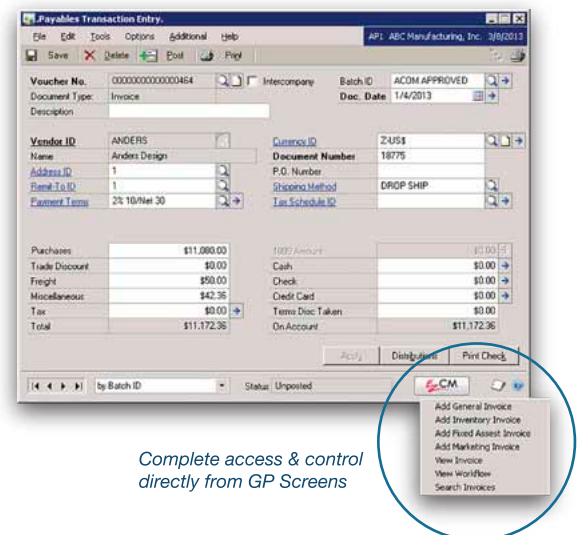 Payables Transaction Entry.
File Edit Tools Options Additional Help
AP1 ABC Manufacturing, Inc. 3/8/2013
Save Delete Post Print
Voucher No. 00000000000000464 Intercompany Batch ID ACOM APPROVED
Document Type: Invoice Doc. Date 1/4/2013
Description
Vendor ID ANDERS Currency ID Z-US$
Name Anders Design Document Number 18775
Address ID 1 P.O. Number
Remit-To ID 1 Shipping Method DROP SHIP
Payment Terms 2% 10/Net 30 Tax Schedule ID
Purchases $11,080.00 1099 Amount $0.00
Trade Discount $0.00 Cash $0.00
Freight $50.00 Check $0.00
Miscellaneous $42.36 Credit Card $0.00
Tax $0.00 Terms Disc Taken $0.00
Total $11,172.36 On Account $11,172.36
Apply Distributions Print Check
by Batch ID Status Unposted CM
Add General Invoice
Add Inventory Invoice
Add Fixed Assest Invoice
Add Marketing Invoice
View Invoice
View Workflow
Search Invoices
Complete access & control
directly from GP Screens